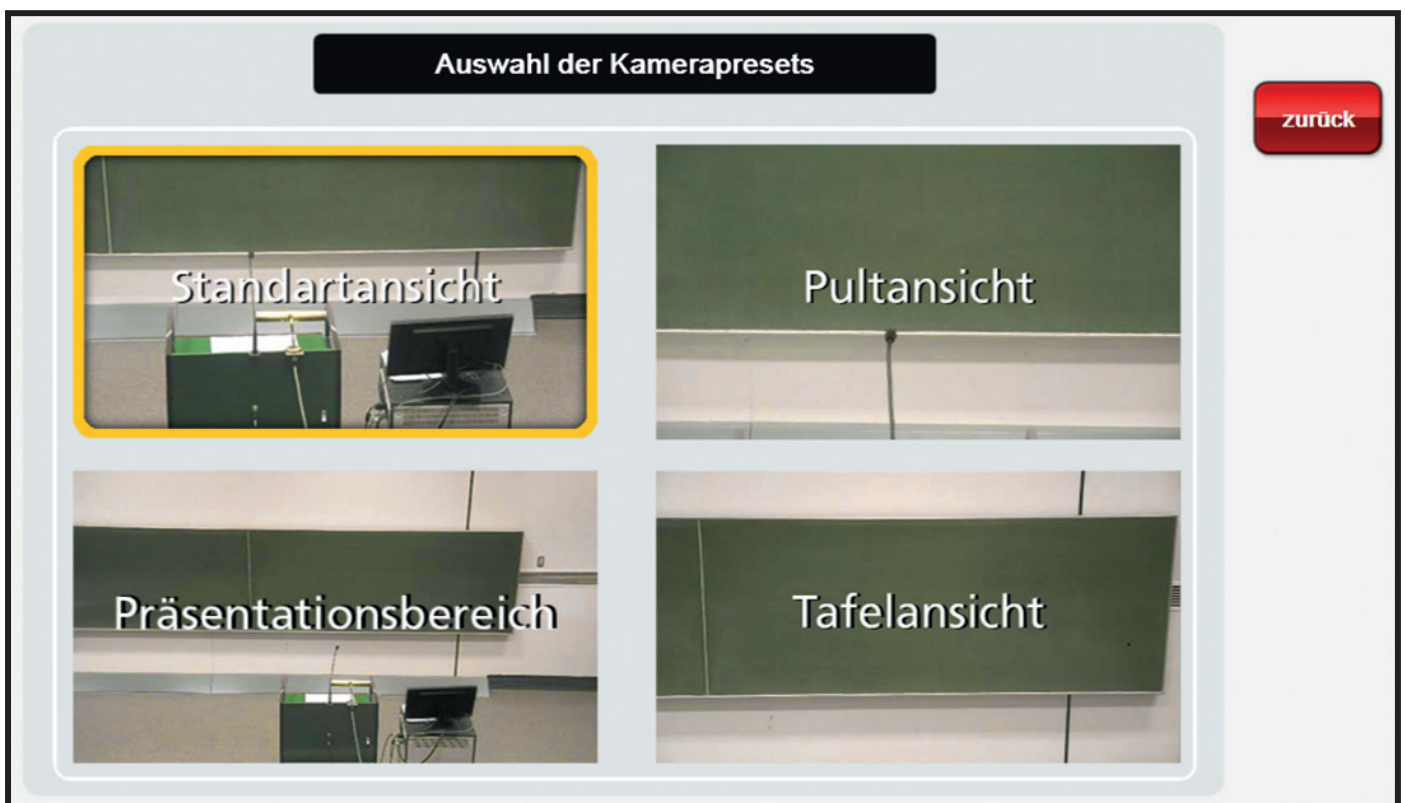 Auswahl der Kamerapresets
zurück
Standartansicht
Pultansicht
Präsentationsbereich
Tafelansicht